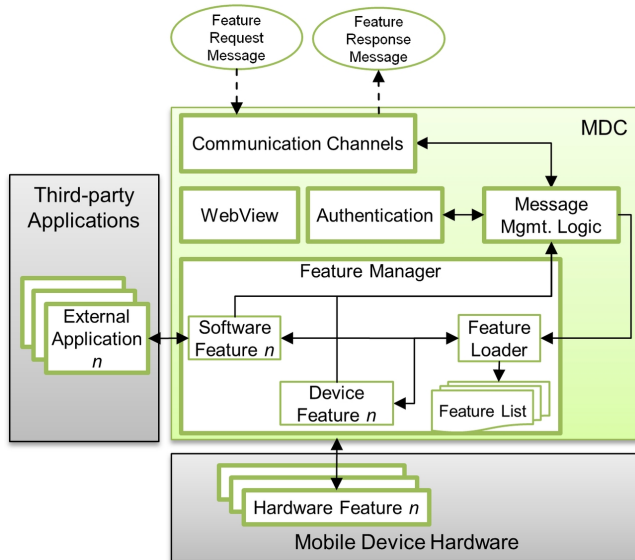 Feature
Request
Message
Feature
Response
Message
MDC
Communication Channels
Third-party
Applications
WebView
Authentication
Message
Mgmt. Logic
Feature Manager
External
Application
n
Software
Feature n
Feature
Loader
Device
Feature n
Feature List
Hardware Feature n
Mobile Device Hardware